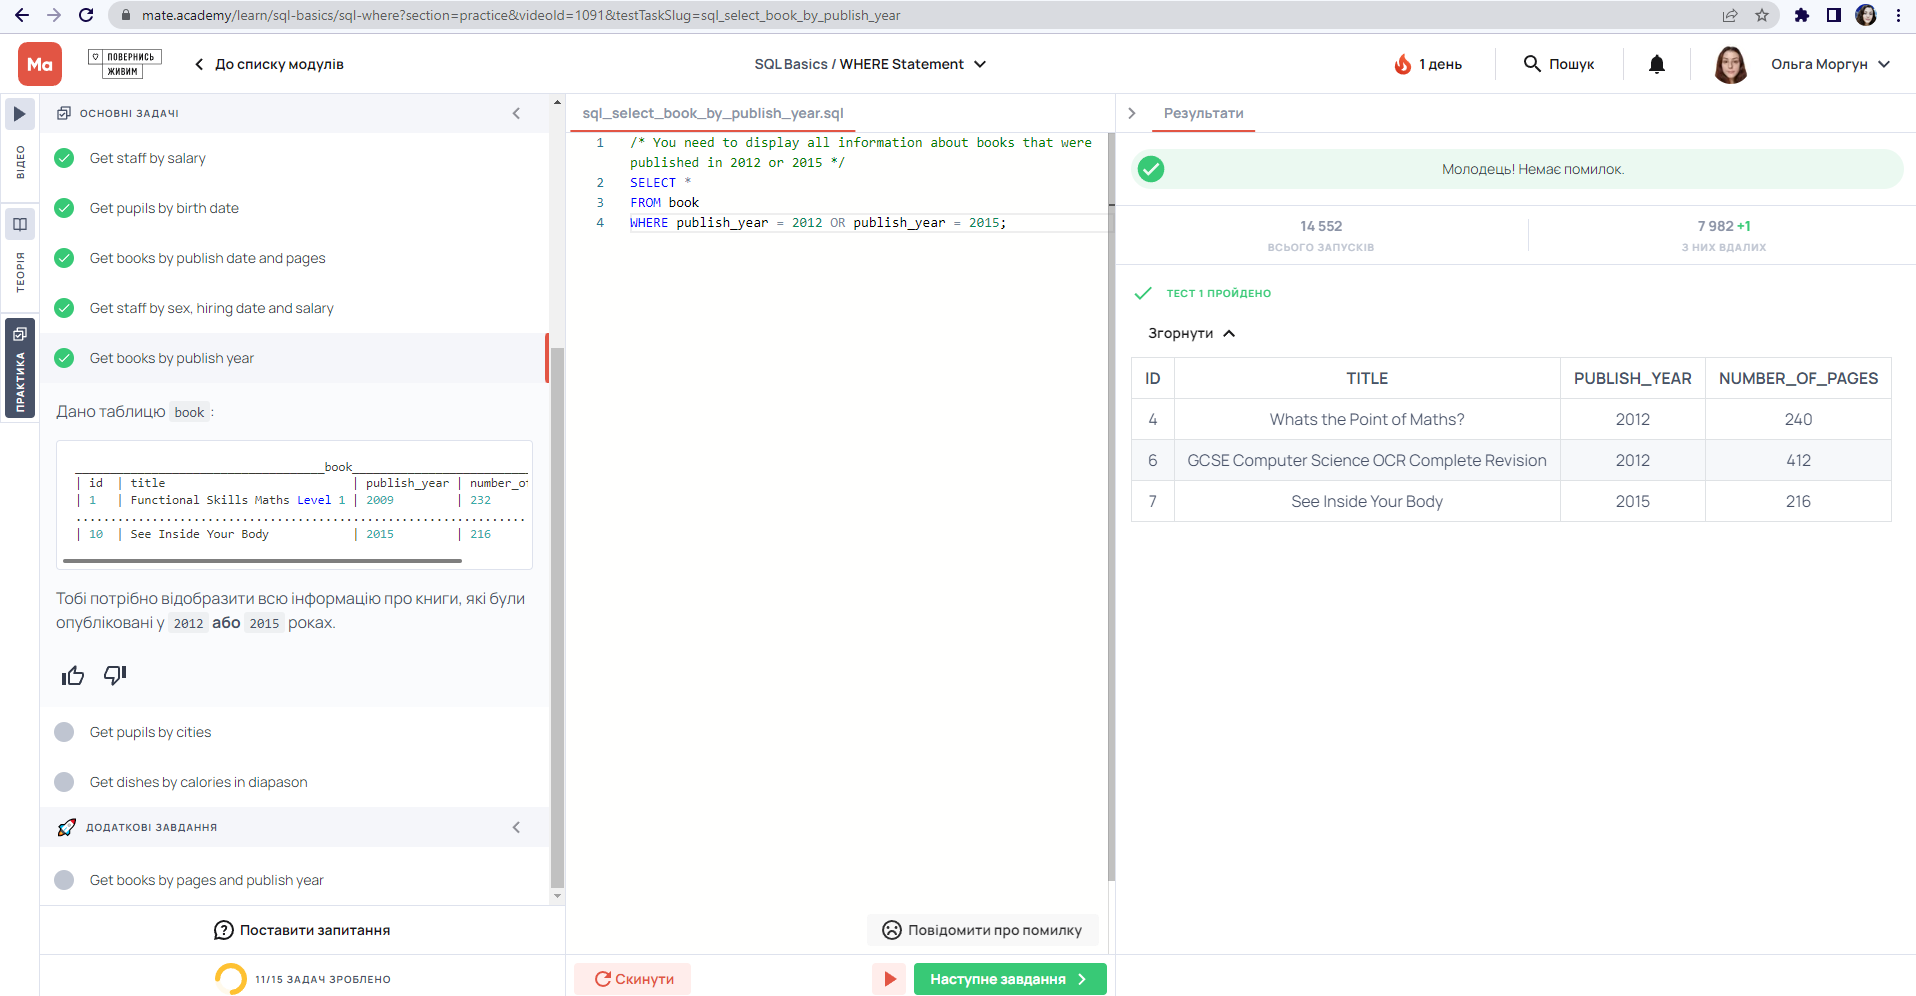 mate.academy/learn/sql-basics/sql-where?section=practice&videoId=1091&testTaskSlug=sql_select_book_by_publish_year
Ma
ПОВЕРНИСЬ
ЖИВИМ
До списку модулів
SQL Basics / WHERE Statement
1 день
Пошук
Ольга Моргун
ВІДЕО
ТЕОРІЯ
ПРАКТИКА
ОСНОВНІ ЗАДАЧІ
Get staff by salary
Get pupils by birth date
Get books by publish date and pages
Get staff by sex, hiring date and salary
Get books by publish year
Дано таблицю book :
____________________________________book_________________________
| id | title | publish_year | number_o
| 1 | Functional Skills Maths Level 1 | 2009 | 232
.................................................................
| 10 | See Inside Your Body | 2015 | 216
Тобі потрібно відобразити всю інформацію про книги, які були
опубліковані у 2012 або 2015 роках.
Get pupils by cities
Get dishes by calories in diapason
ДОДАТКОВІ ЗАВДАННЯ
Get books by pages and publish year
Поставити запитання
11/15 ЗАДАЧ ЗРОБЛЕНО
sql_select_book_by_publish_year.sql
1 /* You need to display all information about books that were
published in 2012 or 2015 */
2 SELECT *
3 FROM book
4 WHERE publish_year = 2012 OR publish_year = 2015;
Повідомити про помилку
Скинути
Наступне завдання
Результати
Молодець! Немає помилок.
14 552
ВСЬОГО ЗАПУСКІВ
7 982 +1
З НИХ ВДАЛИХ
ТЕСТ 1 ПРОЙДЕНО
Згорнути
ID TITLE PUBLISH_YEAR NUMBER_OF_PAGES
4 Whats the Point of Maths? 2012 240
6 GCSE Computer Science OCR Complete Revision 2012 412
7 See Inside Your Body 2015 216